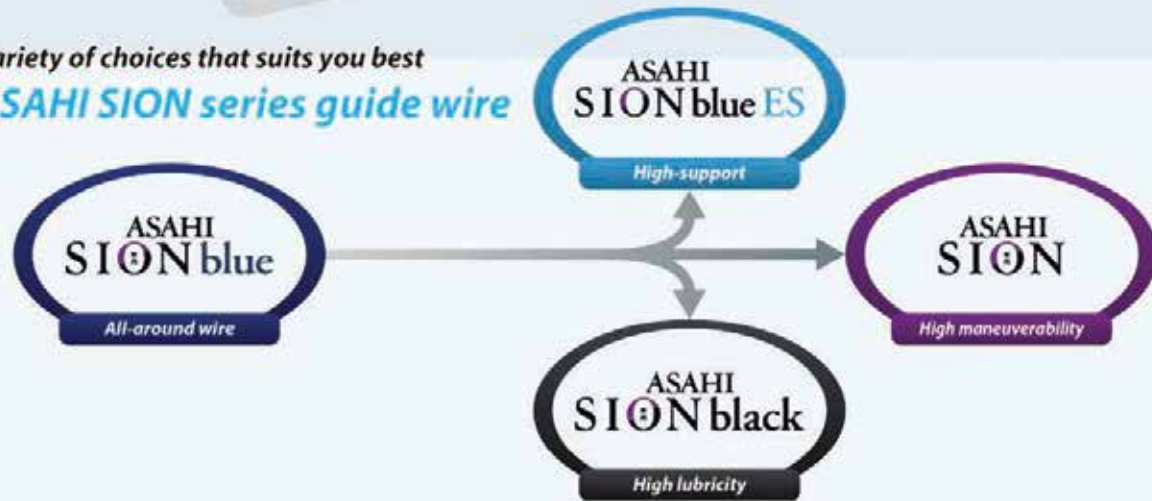 ariety of choices that suits you best
SAHI SION series guide wire
ASAHI
SION blue ES
High-support
ASAHI
SION blue
All-around wire
ASAHI
SION
High maneuverability
ASAHI
SION black
High lubricity